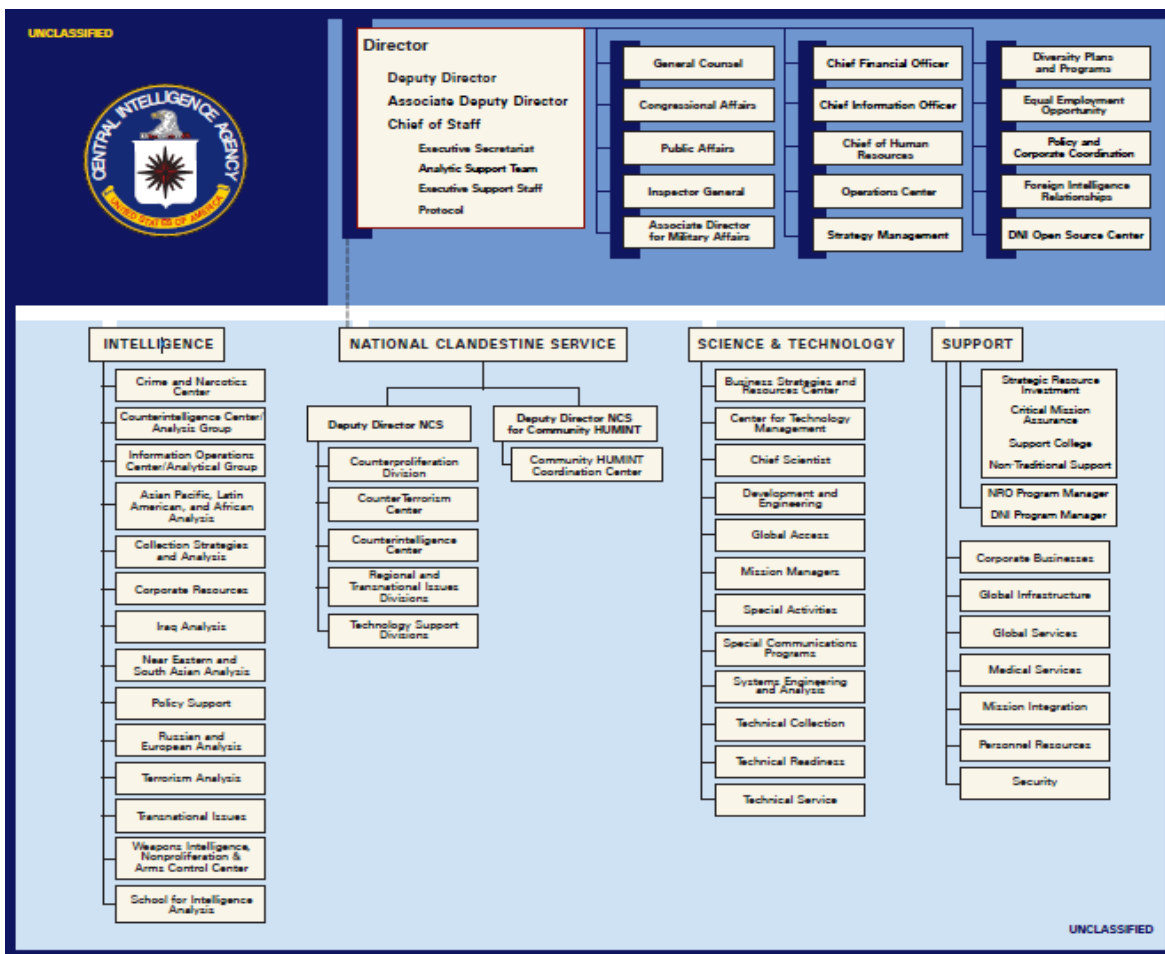 UNCLASSIFIED
CENTRAL INTELLIGENCE AGENCY
UNITED STATES OF AMERICA
Director
Deputy Director
Associate Deputy Director
Chief of Staff
Executive Secretariat
Analytic Support Team
Executive Support Staff
Protocol
General Counsel
Congressional Affairs
Public Affairs
Inspector General
Associate Director
for Military Affairs
Chief Financial Officer
Chief Information Officer
Chief of Human
Resources
Operations Center
Strategy Management
Diversity Plans
and Programs
Equal Employment
Opportunity
Policy and
Corporate Coordination
Foreign Intelligence
Relationships
DNI Open Source Center
INTELLIGENCE
Crime and Narcotics
Center
Counterintelligence Center/
Analysis Group
Information Operations
Center/Analytical Group
Asian Pacific, Latin
American, and African
Analysis
Collection Strategies
and Analysis
Corporate Resources
Iraq Analysis
Near Eastern and
South Asian Analysis
Policy Support
Russian and
European Analysis
Terrorism Analysis
Transnational Issues
Weapons Intelligence,
Nonproliferation &
Arms Control Center
School for Intelligence
Analysis
NATIONAL CLANDESTINE SERVICE
Deputy Director NCS
Counterproliferation
Division
CounterTerrorism
Center
Counterintelligence
Center
Regional and
Transnational Issues
Divisions
Technology Support
Divisions
Deputy Director NCS
for Community HUMINT
Community HUMINT
Coordination Center
SCIENCE & TECHNOLOGY
Business Strategies and
Resources Center
Center for Technology
Management
Chief Scientist
Development and
Engineering
Global Access
Mission Managers
Special Activities
Special Communications
Programs
Systems Engineering
and Analysis
Technical Collection
Technical Readiness
Technical Service
SUPPORT
Strategic Resource
Investment
Critical Mission
Assurance
Support College
Non-Traditional Support
NRO Program Manager
DNI Program Manager
Corporate Businesses
Global Infrastructure
Global Services
Medical Services
Mission Integration
Personnel Resources
Security
UNCLASSIFIED